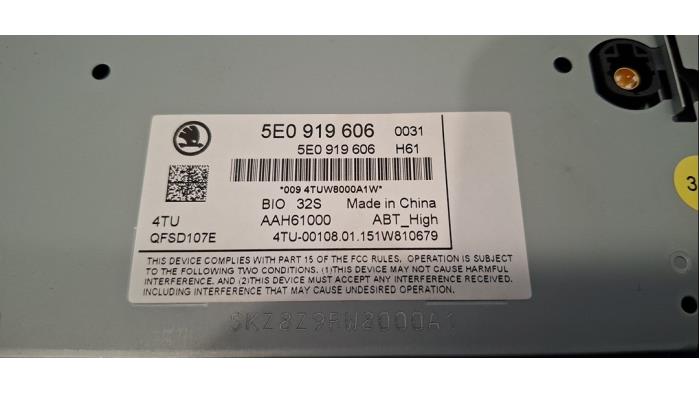 5E0 919 606 0031
5E0 919 606 H61
*009 4TUW8000A1W*
BIO 32S Made in China
4TU AAH61000 ABT_High
QFSD107E 4TU-00108.01.151W810679
THIS DEVICE COMPLIES WITH PART 15 OF THE FCC RULES, OPERATION IS SUBJECT
TO THE FOLLOWING TWO CONDITIONS. (1)THIS DEVICE MAY NOT CAUSE HARMFUL
INTERFERENCE. AND (2)THIS DEVICE MUST ACCEPT ANY INTERFERENCE RECEIVED.
INCLUDING INTERFERENCE THAT MAY CAUSE UNDESIRED OPERATION.
SKZ8Z9RW8000A1
3